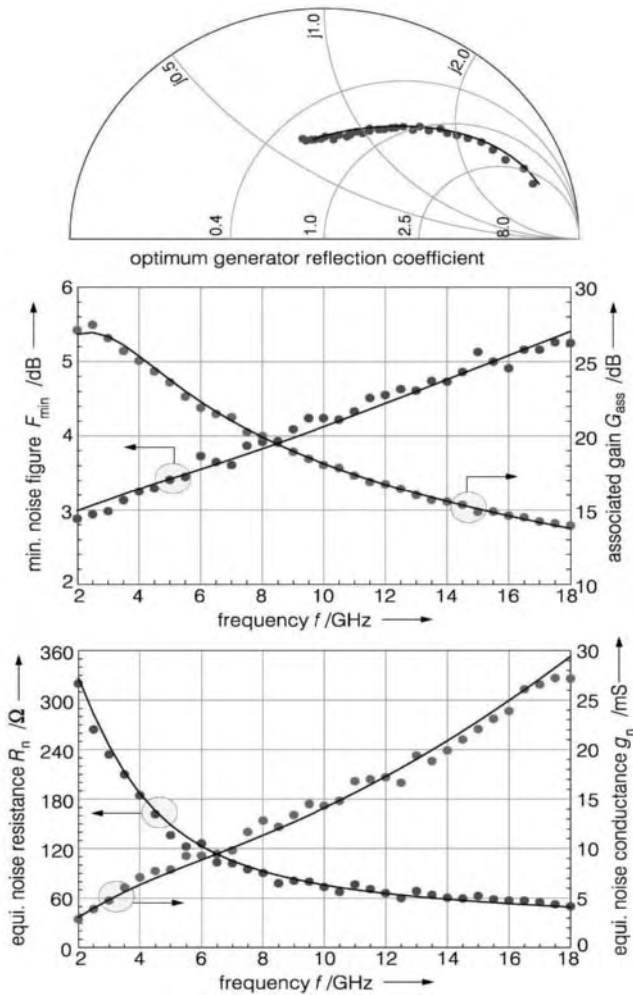 j0.5
j1.0
j2.0
0.4
1.0
2.5
8.0
optimum generator reflection coefficient
min. noise figure F_min /dB
6
5
4
3
2
30
25
20
15
10
associated gain G_ass /dB
2 4 6 8 10 12 14 16 18
frequency f /GHz
equi. noise resistance R_n /Ω
360
300
240
180
120
60
0
30
25
20
15
10
5
0
equi. noise conductance g_n /mS
2 4 6 8 10 12 14 16 18
frequency f /GHz